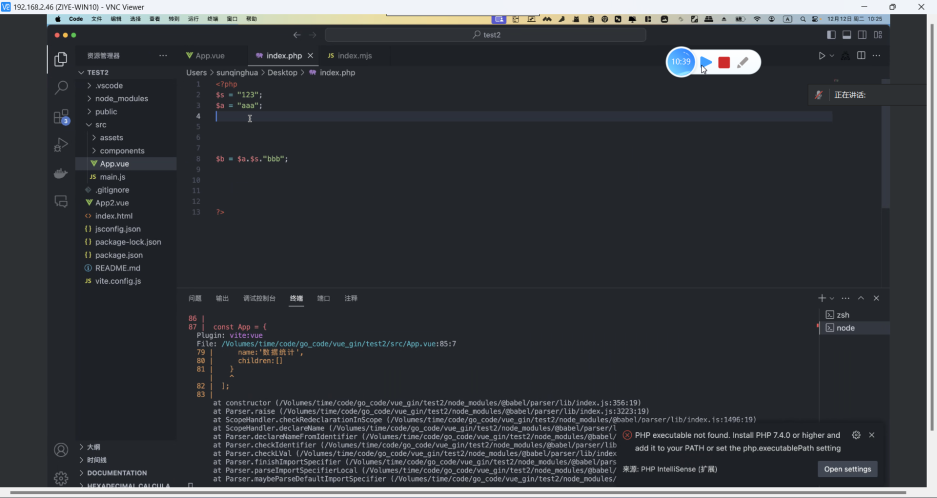 192.168.2.46 (ZIYE-WIN10) - VNC Viewer
Code 文件 编辑 选择 查看 转到 运行 终端 窗口 帮助
12月12日 周二 10:25
test2
资源管理器
App.vue
index.php
JS index.mjs
10:39
TEST2
Users > sunqinghua > Desktop > index.php
.vscode
node_modules
public
src
assets
components
App.vue
JS main.js
.gitignore
App2.vue
index.html
jsconfig.json
package-lock.json
package.json
README.md
JS vite.config.js
3
正在讲话:
1 <?php
2 $s = "123";
3 $a = "aaa";
4
5
6
7
8 $b = $a.$s."bbb";
9
10
11
12
13 ?>
问题 输出 调试控制台 终端 端口 注释
zsh
node
86 |
87 | const App = {
Plugin: vite:vue
File: /Volumes/time/code/go_code/vue_gin/test2/src/App.vue:85:7
79 | name:'数据统计',
80 | children:[]
81 | }
| ^
82 | ];
83 |
at constructor (/Volumes/time/code/go_code/vue_gin/test2/node_modules/@babel/parser/lib/index.js:356:19)
at Parser.raise (/Volumes/time/code/go_code/vue_gin/test2/node_modules/@babel/parser/lib/index.js:3223:19)
at ScopeHandler.checkRedeclarationInScope (/Volumes/time/code/go_code/vue_gin/test2/node_modules/@babel/parser/lib/index.js:1496:19)
at ScopeHandler.declareName (/Volumes/time/code/go_code/vue_gin/test2/node_modules/@babel/parser/
at Parser.declareNameFromIdentifier (/Volumes/time/code/go_code/vue_gin/test2/node_modules/@babel/
at Parser.checkIdentifier (/Volumes/time/code/go_code/vue_gin/test2/node_modules/@babel/parser/
at Parser.checkLVal (/Volumes/time/code/go_code/vue_gin/test2/node_modules/@babel/parser/lib/index
at Parser.finishImportSpecifier (/Volumes/time/code/go_code/vue_gin/test2/node_modules/@babel/pars
at Parser.parseImportSpecifierLocal (/Volumes/time/code/go_code/vue_gin/test2/node_modules/@babel/
at Parser.maybeParseDefaultImportSpecifier (/Volumes/time/code/go_code/vue_gin/test2/node_modules/
PHP executable not found. Install PHP 7.4.0 or higher and
add it to your PATH or set the php.executablePath setting
来源: PHP IntelliSense (扩展)
Open settings
大纲
时间线
DOCUMENTATION
HEXADECIMAL CALCULA